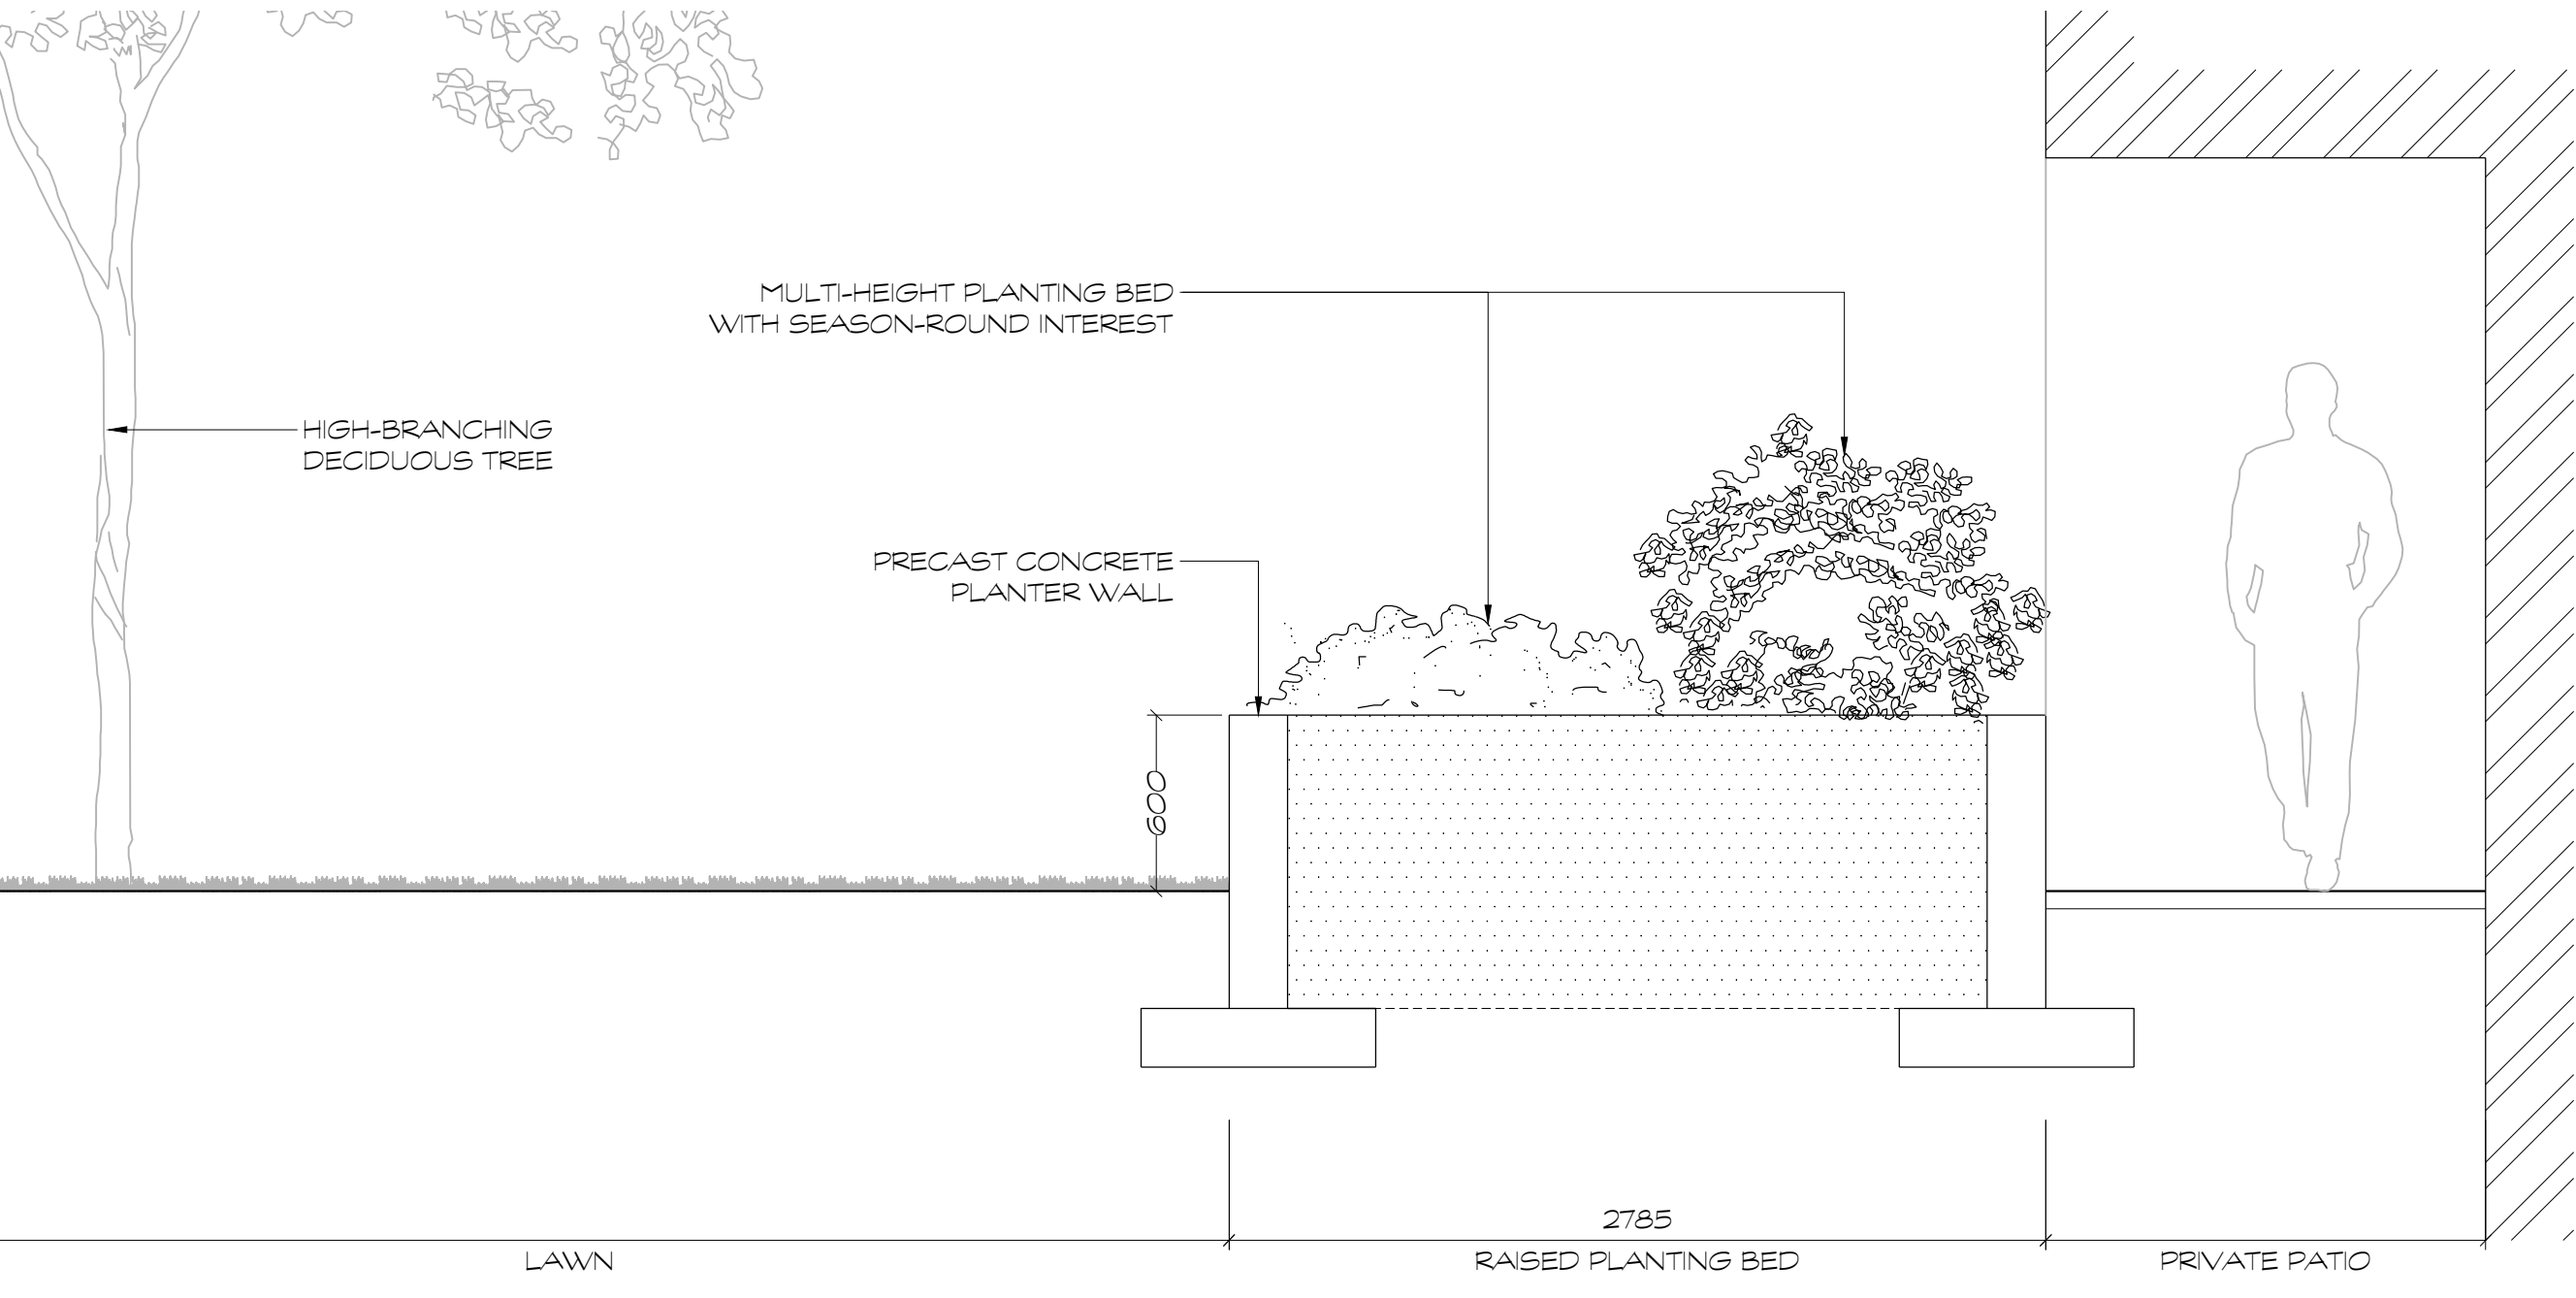 MULTI-HEIGHT PLANTING BED
WITH SEASON-ROUND INTEREST
HIGH-BRANCHING
DECIDUOUS TREE
PRECAST CONCRETE
PLANTER WALL
600
2785
LAWN
RAISED PLANTING BED
PRIVATE PATIO